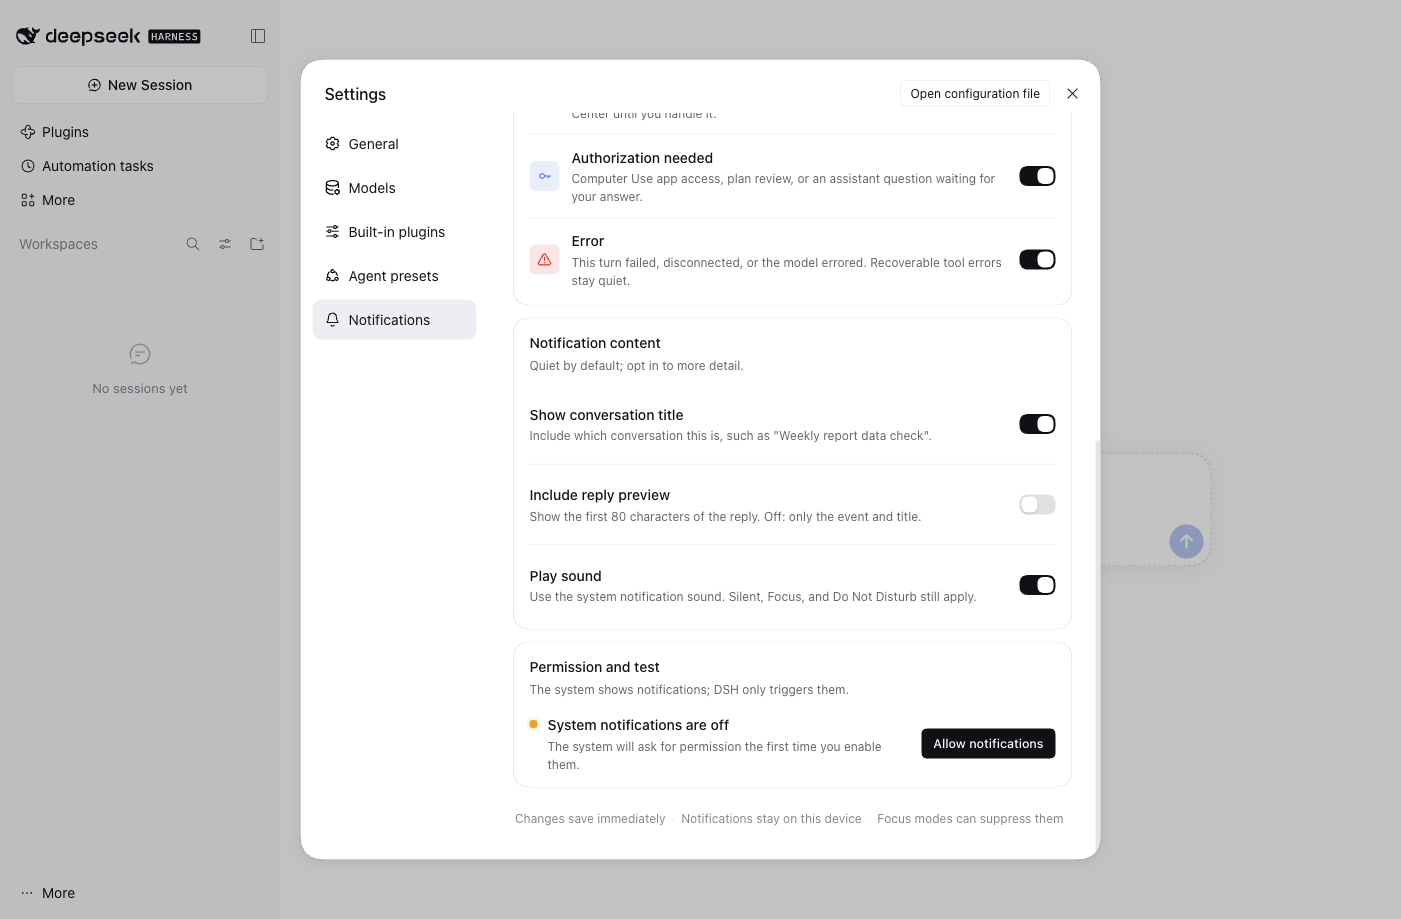 deepseek HARNESS
New Session
Plugins
Automation tasks
More
Workspaces
No sessions yet
More
Settings
Open configuration file
General
Models
Built-in plugins
Agent presets
Notifications
Center until you handle it.
Authorization needed
Computer Use app access, plan review, or an assistant question waiting for
your answer.
Error
This turn failed, disconnected, or the model errored. Recoverable tool errors
stay quiet.
Notification content
Quiet by default; opt in to more detail.
Show conversation title
Include which conversation this is, such as "Weekly report data check".
Include reply preview
Show the first 80 characters of the reply. Off: only the event and title.
Play sound
Use the system notification sound. Silent, Focus, and Do Not Disturb still apply.
Permission and test
The system shows notifications; DSH only triggers them.
System notifications are off
The system will ask for permission the first time you enable
them.
Allow notifications
Changes save immediately · Notifications stay on this device · Focus modes can suppress them